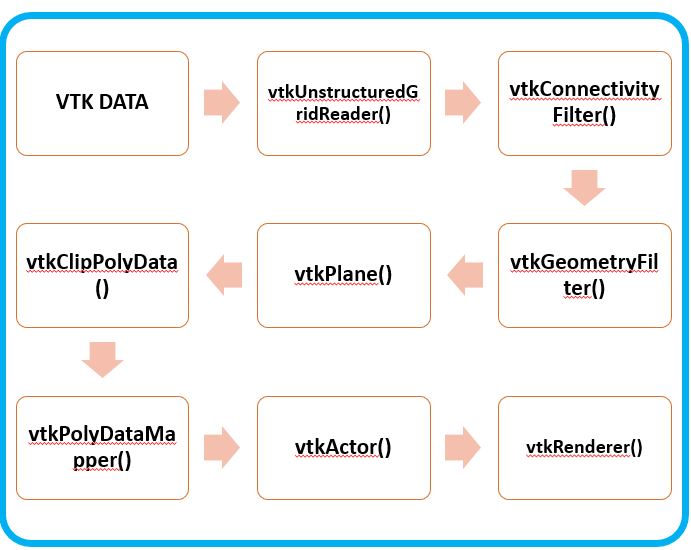 VTK DATA
vtkUnstructuredG
ridReader()
vtkConnectivity
Filter()
vtkGeometryFil
ter()
vtkPlane()
vtkClipPolyData
()
vtkPolyDataMa
pper()
vtkActor()
vtkRenderer()